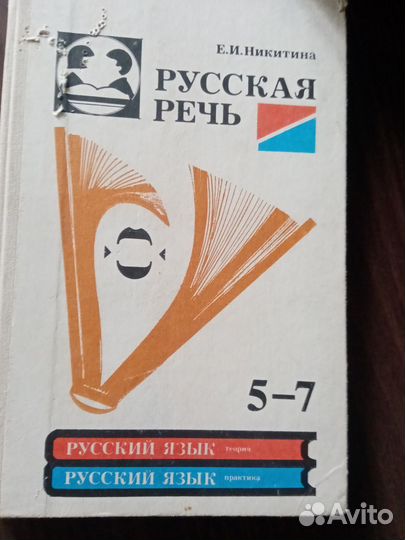 Е.И.Никитина
РУССКАЯ
РЕЧЬ
5–7
РУССКИЙ ЯЗЫК теория
РУССКИЙ ЯЗЫК практика
Avito